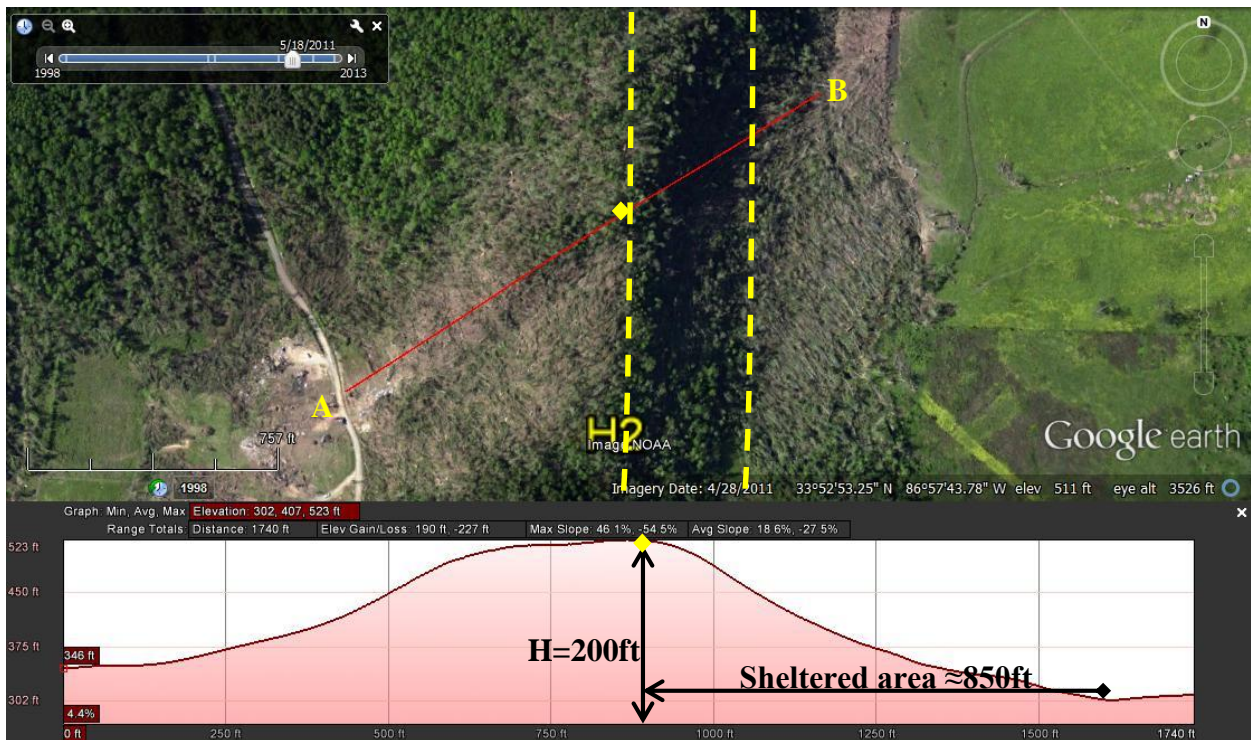 N
5/18/2011
1998 2013
B
A
757 ft
H?
Image NOAA
Google earth
1998
Imagery Date: 4/28/2011 33°52'53.25" N 86°57'43.78" W elev 511 ft eye alt 3526 ft
Graph: Min, Avg, Max Elevation: 302, 407, 523 ft
Range Totals: Distance: 1740 ft Elev Gain/Loss: 190 ft, -227 ft Max Slope: 46.1%, -54.5% Avg Slope: 18.6%, -27.5%
523 ft
450 ft
375 ft
346 ft
H=200ft
Sheltered area ≈850ft
302 ft
4.4%
0 ft 250 ft 500 ft 750 ft 1000 ft 1250 ft 1500 ft 1740 ft